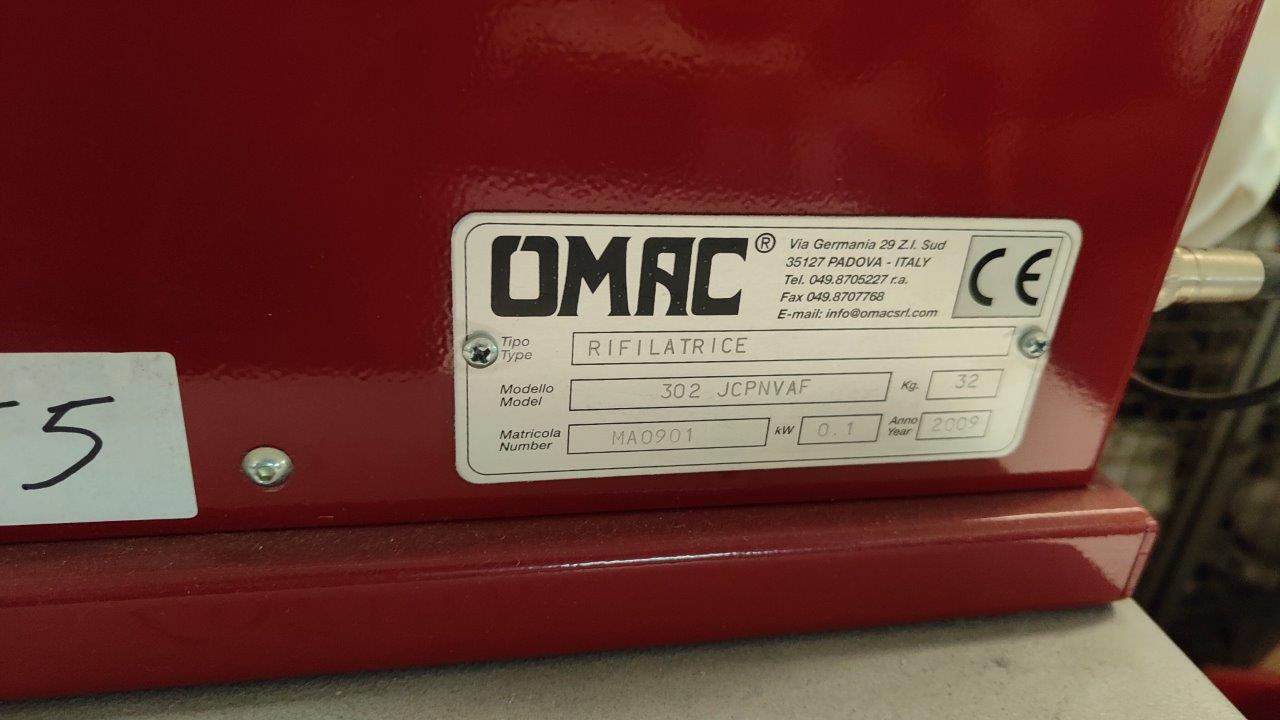 OMAC®
Via Germania 29 Z.I. Sud
35127 PADOVA - ITALY
Tel. 049.8705227 r.a.
Fax 049.8707768
E-mail: info@omacsrl.com
CE
Tipo
Type
RIFILATRICE
Modello
Model
302 JCPNVAF
Kg.
32
Matricola
Number
MA0901
kW
0.1
Anno
Year
2009
5